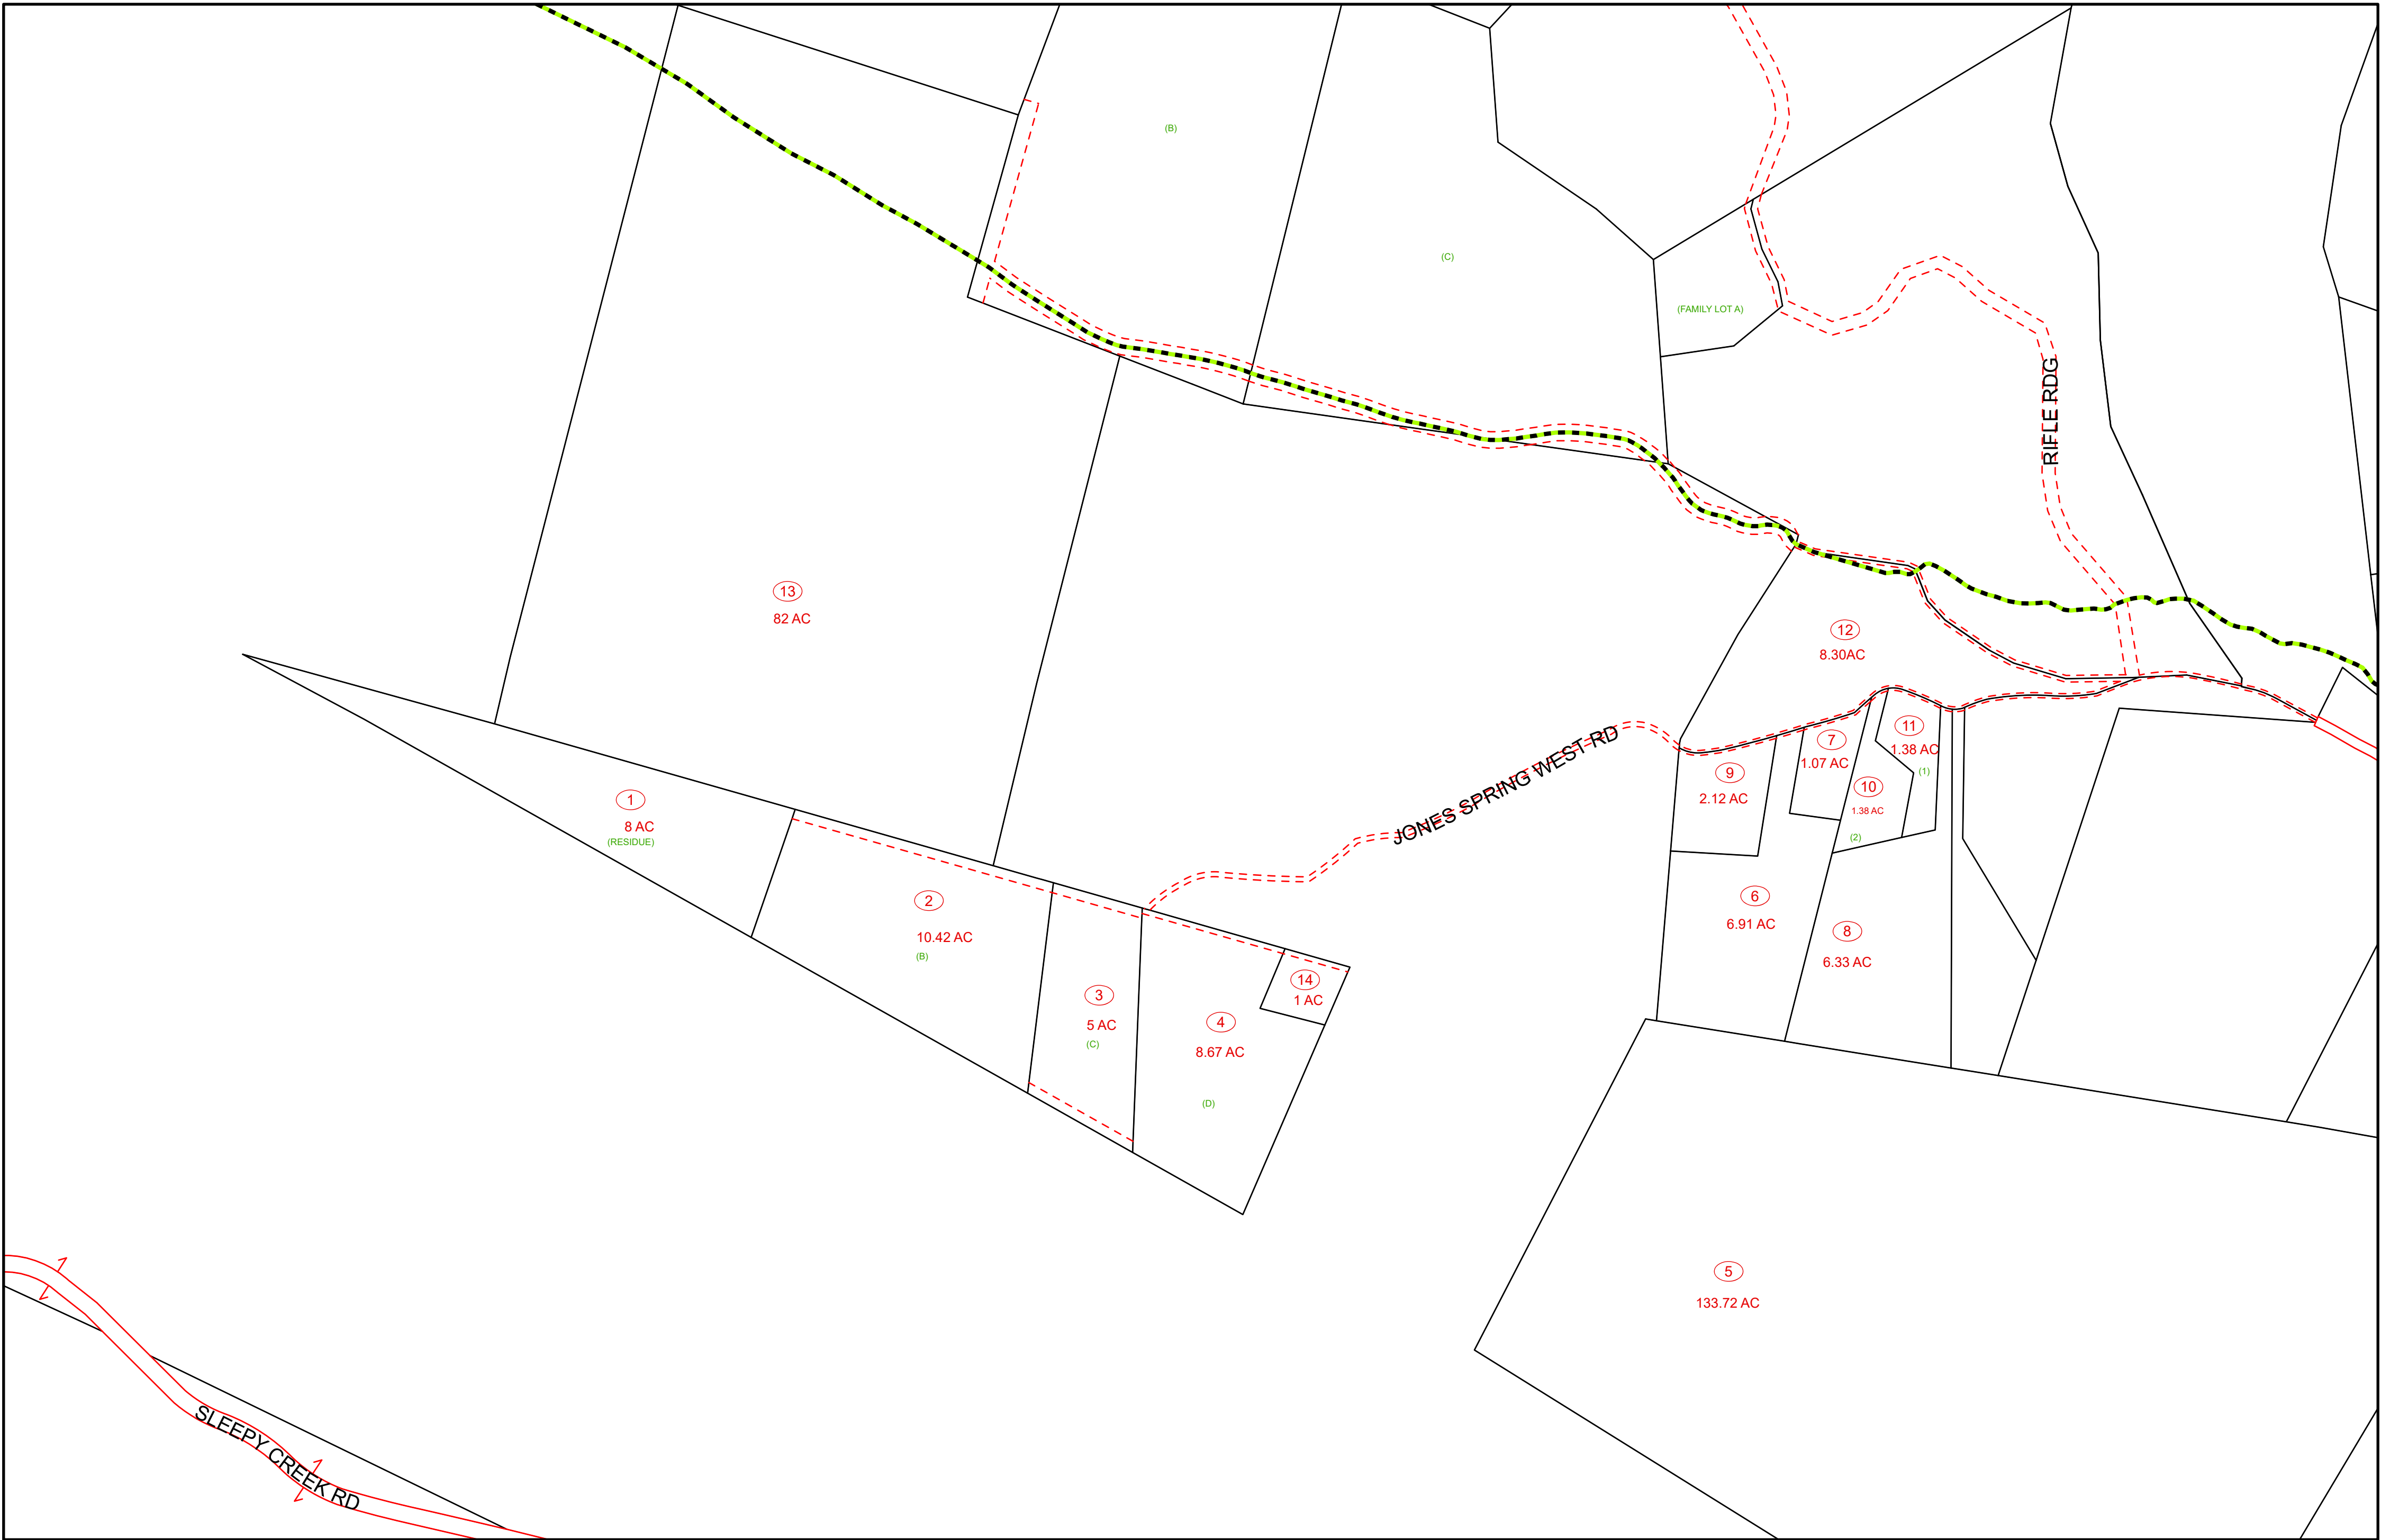 (B)
(C)
(FAMILY LOT A)
RIFLE RDG
13
82 AC
12
8.30AC
JONES SPRING WEST RD
11
1.38 AC
(1)
7
1.07 AC
9
2.12 AC
10
1.38 AC
(2)
1
8 AC
(RESIDUE)
2
10.42 AC
(B)
6
6.91 AC
8
6.33 AC
3
5 AC
(C)
14
1 AC
4
8.67 AC
(D)
5
133.72 AC
SLEEPY CREEK RD